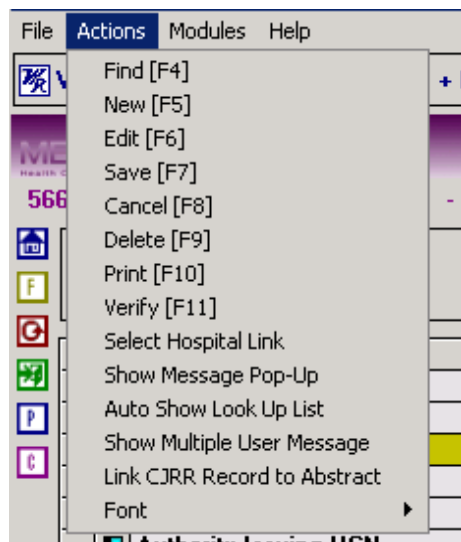 File Actions Modules Help
Find [F4]
New [F5]
Edit [F6]
Save [F7]
Cancel [F8]
Delete [F9]
Print [F10]
Verify [F11]
Select Hospital Link
Show Message Pop-Up
Auto Show Look Up List
Show Multiple User Message
Link CJRR Record to Abstract
Font